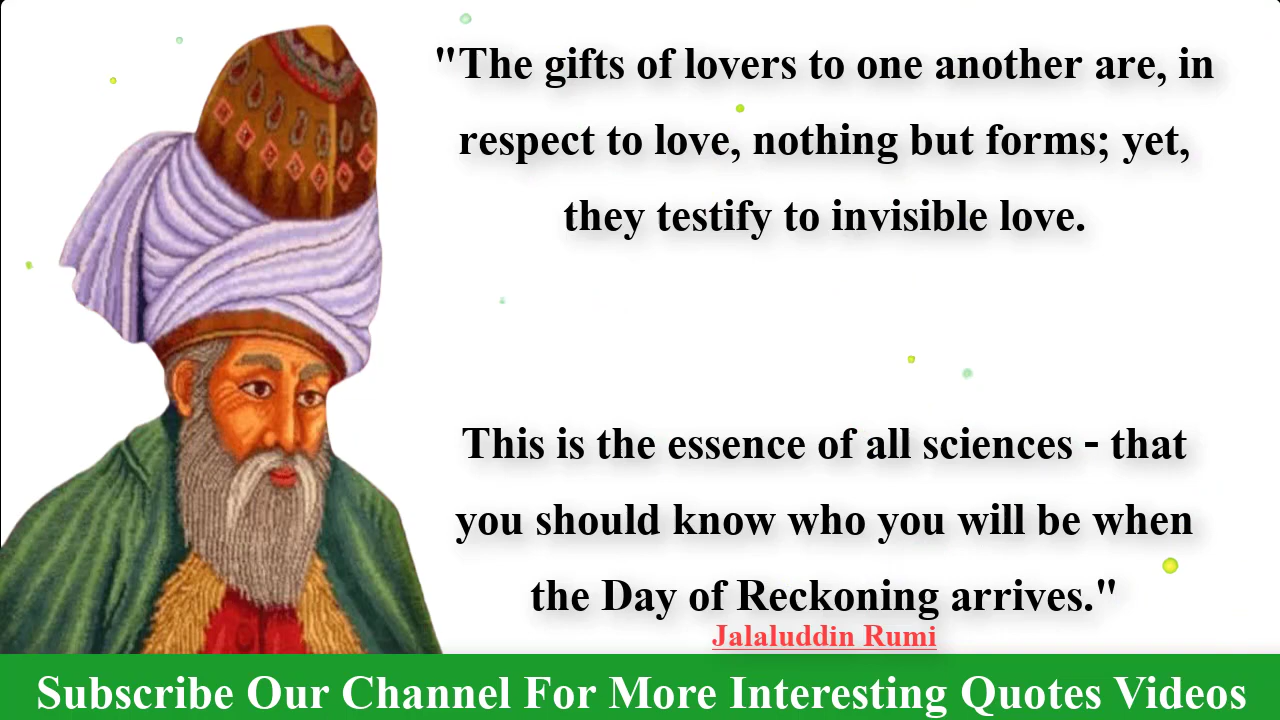 "The gifts of lovers to one another are, in
respect to love, nothing but forms; yet,
they testify to invisible love.
This is the essence of all sciences - that
you should know who you will be when
the Day of Reckoning arrives."
Jalaluddin Rumi
Subscribe Our Channel For More Interesting Quotes Videos